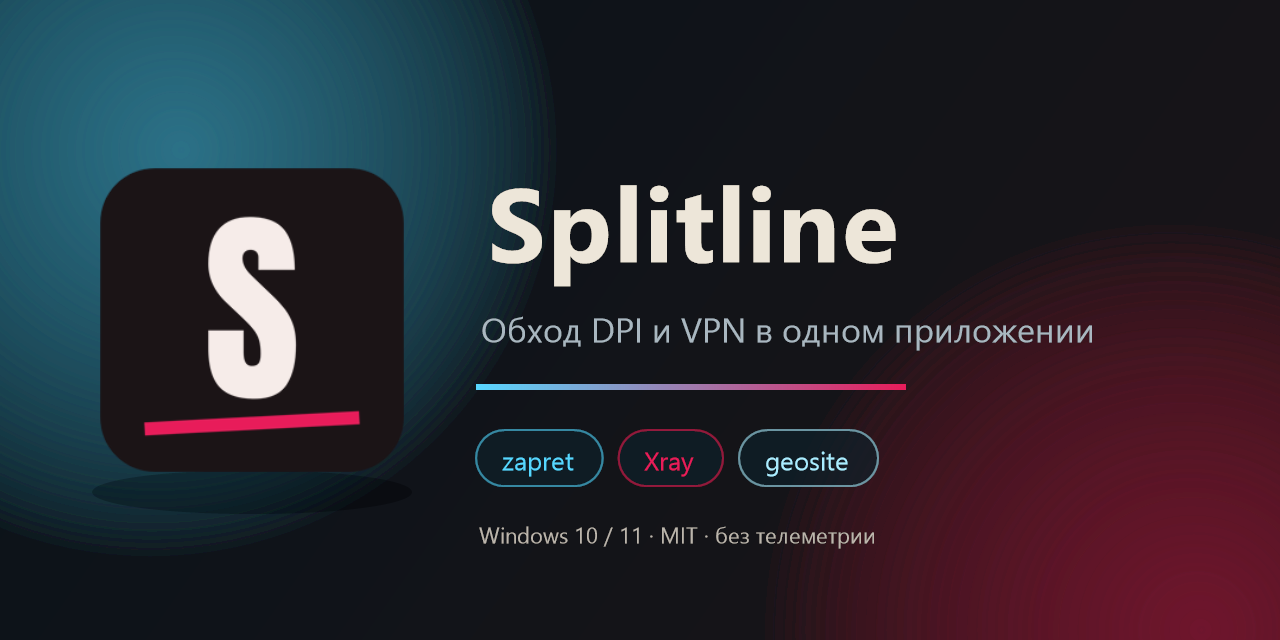 S
Splitline
Обход DPI и VPN в одном приложении
zapret Xray geosite
Windows 10 / 11 · MIT · без телеметрии